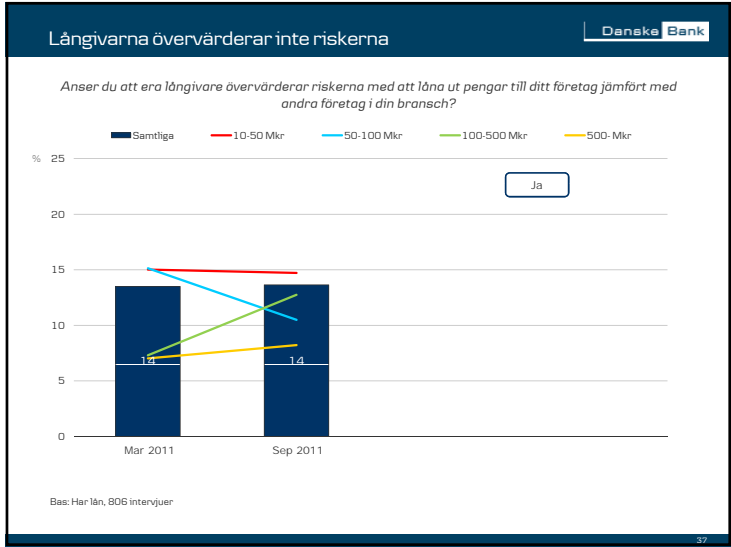 Långivarna övervärderar inte riskerna
Danske Bank
Anser du att era långivare övervärderar riskerna med att låna ut pengar till ditt företag jämfört med
andra företag i din bransch?
Samtliga 10-50 Mkr 50-100 Mkr 100-500 Mkr 500- Mkr
% 25
Ja
20
15
10
14 14
5
0
Mar 2011 Sep 2011
Bas: Har lån, 806 intervjuer
37